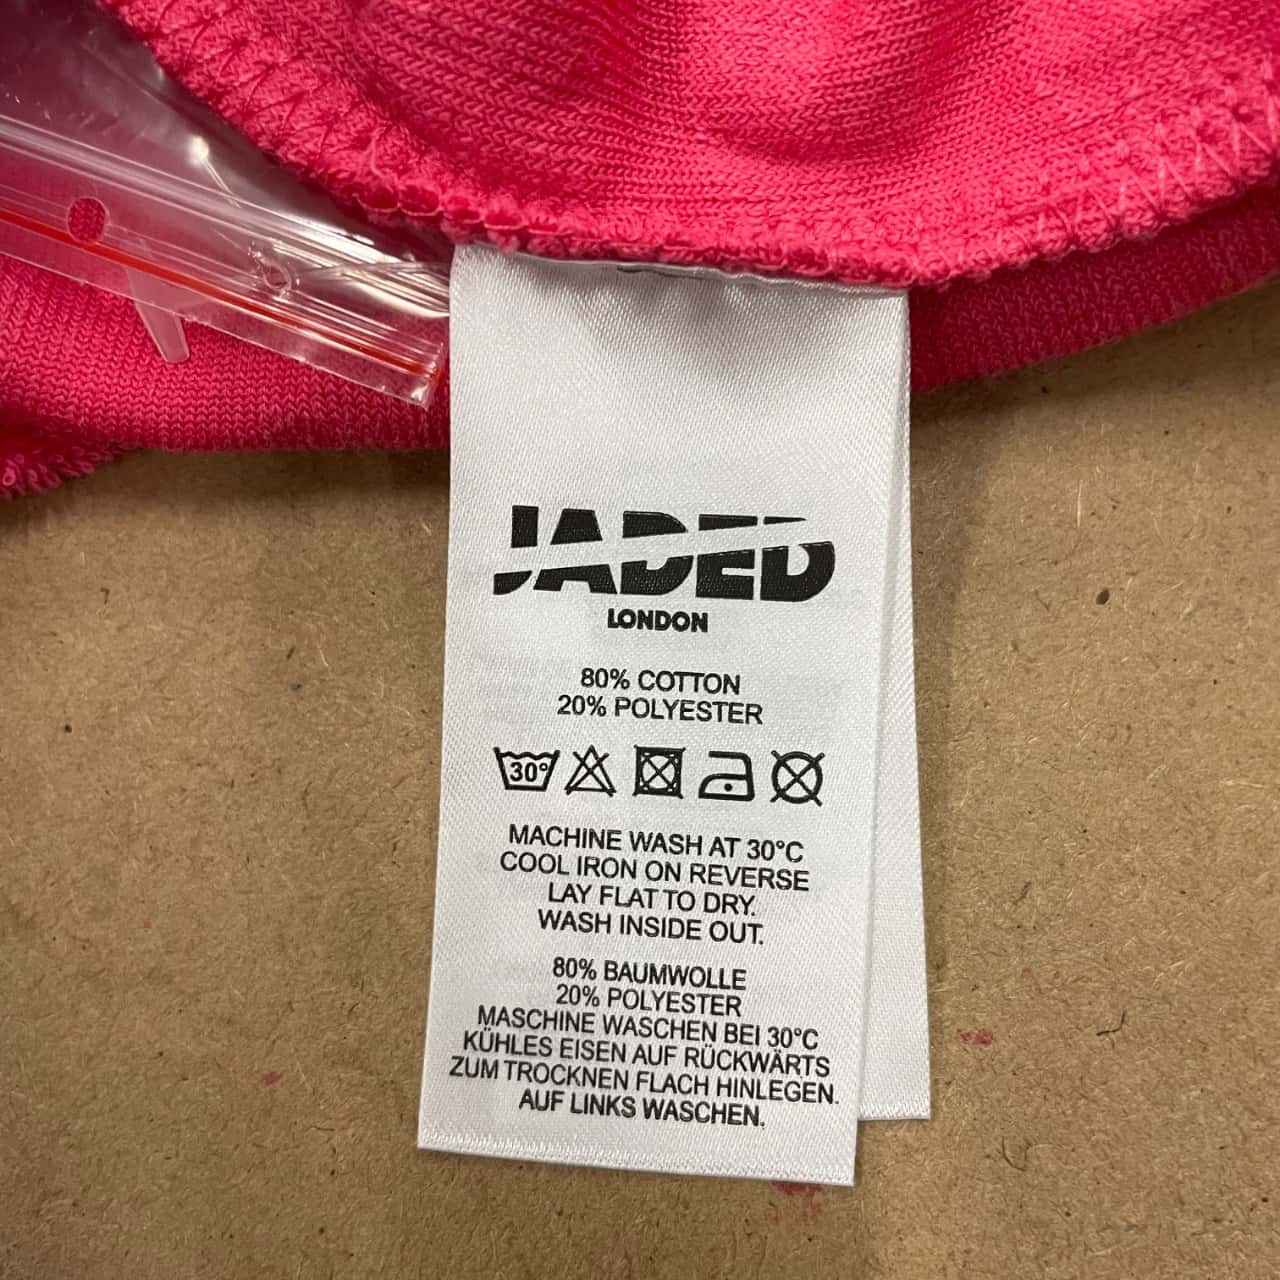 JADED
LONDON
80% COTTON
20% POLYESTER
30°
MACHINE WASH AT 30°C
COOL IRON ON REVERSE
LAY FLAT TO DRY.
WASH INSIDE OUT.
80% BAUMWOLLE
20% POLYESTER
MASCHINE WASCHEN BEI 30°C
KÜHLES EISEN AUF RÜCKWÄRTS
ZUM TROCKNEN FLACH HINLEGEN.
AUF LINKS WASCHEN.